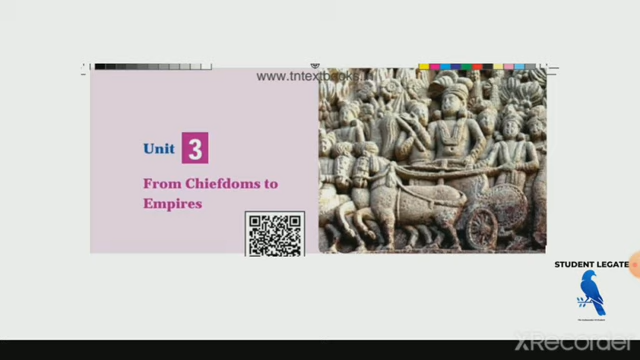 www.tntextbooks.
Unit 3
From Chiefdoms to
Empires
STUDENT LEGATE
XRecorder